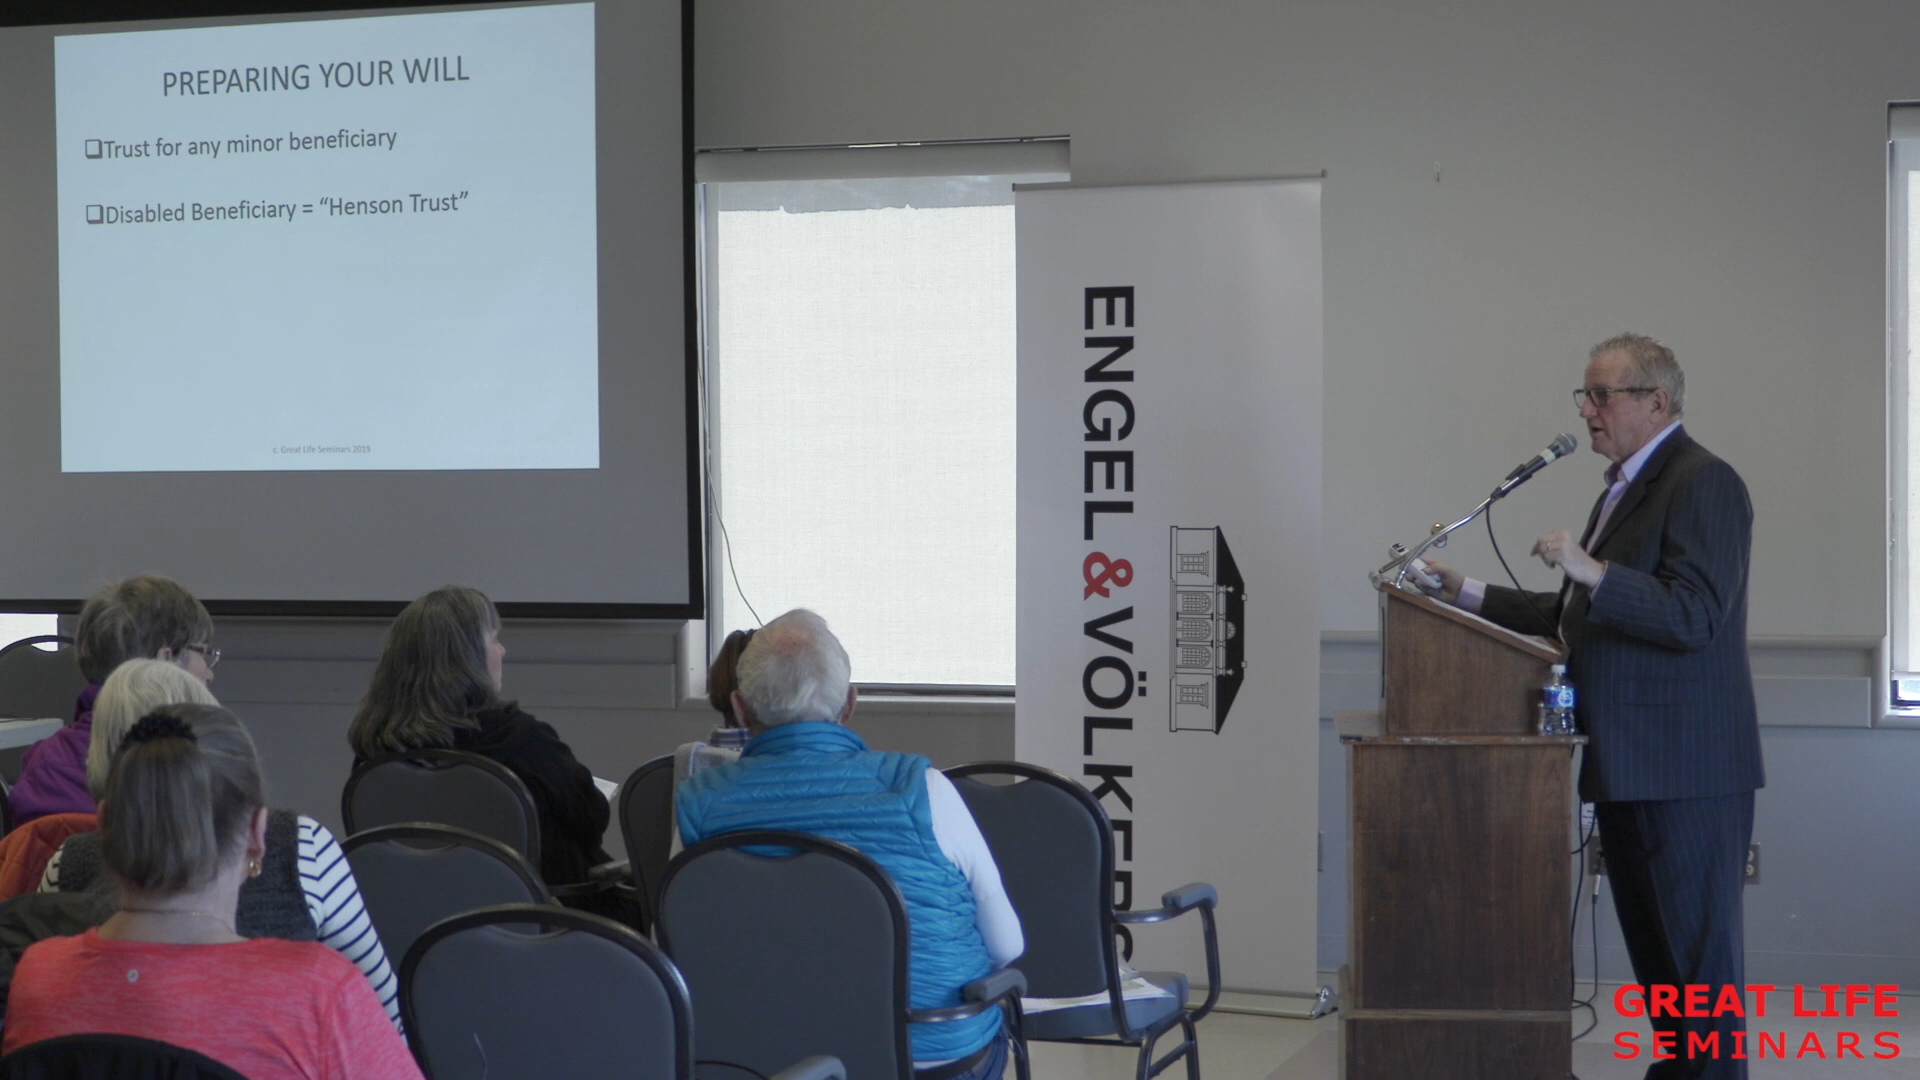 PREPARING YOUR WILL
❑Trust for any minor beneficiary
❑Disabled Beneficiary = “Henson Trust”
c. Great Life Seminars 2019
ENGEL & VÖLKERS
GREAT LIFE
SEMINARS